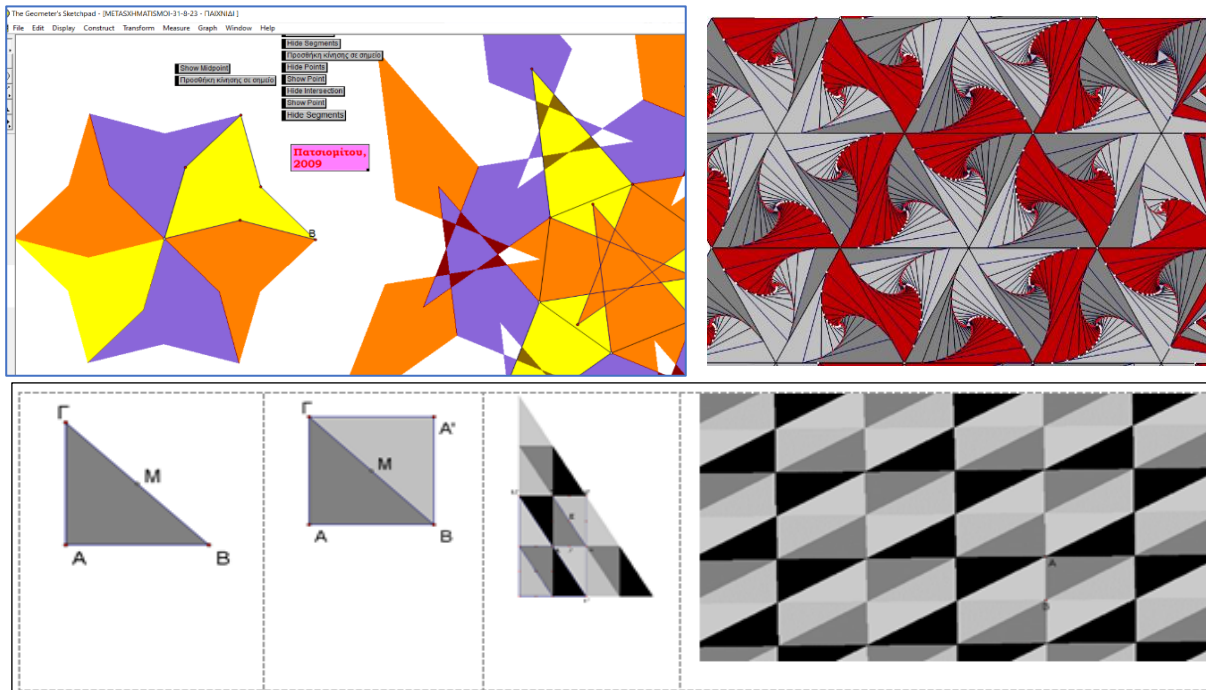 The Geometer's Sketchpad - [METASXHMATISMOI-31-8-23 - ΠΑΙΧΝΙΔΙ ]
File Edit Display Construct Transform Measure Graph Window Help
Hide Segments
Προσθήκη κίνησης σε σημείο
Hide Points
Show Point
Hide Intersection
Show Point
Hide Segments
Show Midpoint
Προσθήκη κίνησης σε σημείο
Πατσιομίτου,
2009
B
Γ
M
A B
Γ
A"
M
A B
A